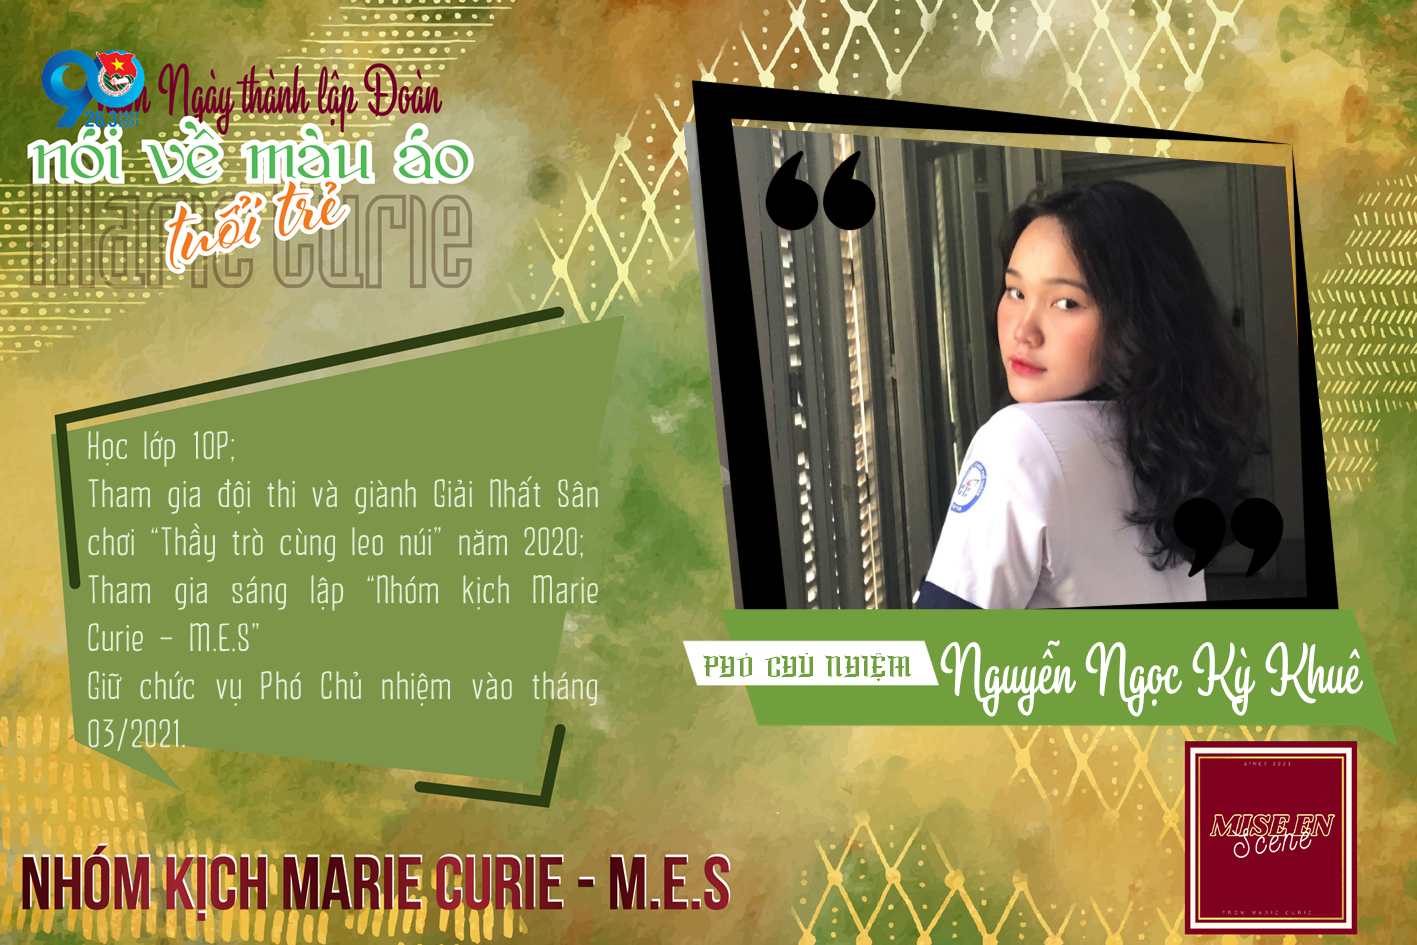 90 năm Ngày thành lập Đoàn
nói về màu áo
tuổi trẻ
Marie Curie
Học lớp 10P;
Tham gia đội thi và giành Giải Nhất Sân
chơi “Thầy trò cùng leo núi” năm 2020;
Tham gia sáng lập “Nhóm kịch Marie
Curie – M.E.S”
Giữ chức vụ Phó Chủ nhiệm vào tháng
03/2021.
PHÓ CHỦ NHIỆM
Nguyễn Ngọc Kỳ Khuê
SINCE 2021
MISE EN
Scene
FROM MARIE CURIE
NHÓM KỊCH MARIE CURIE - M.E.S